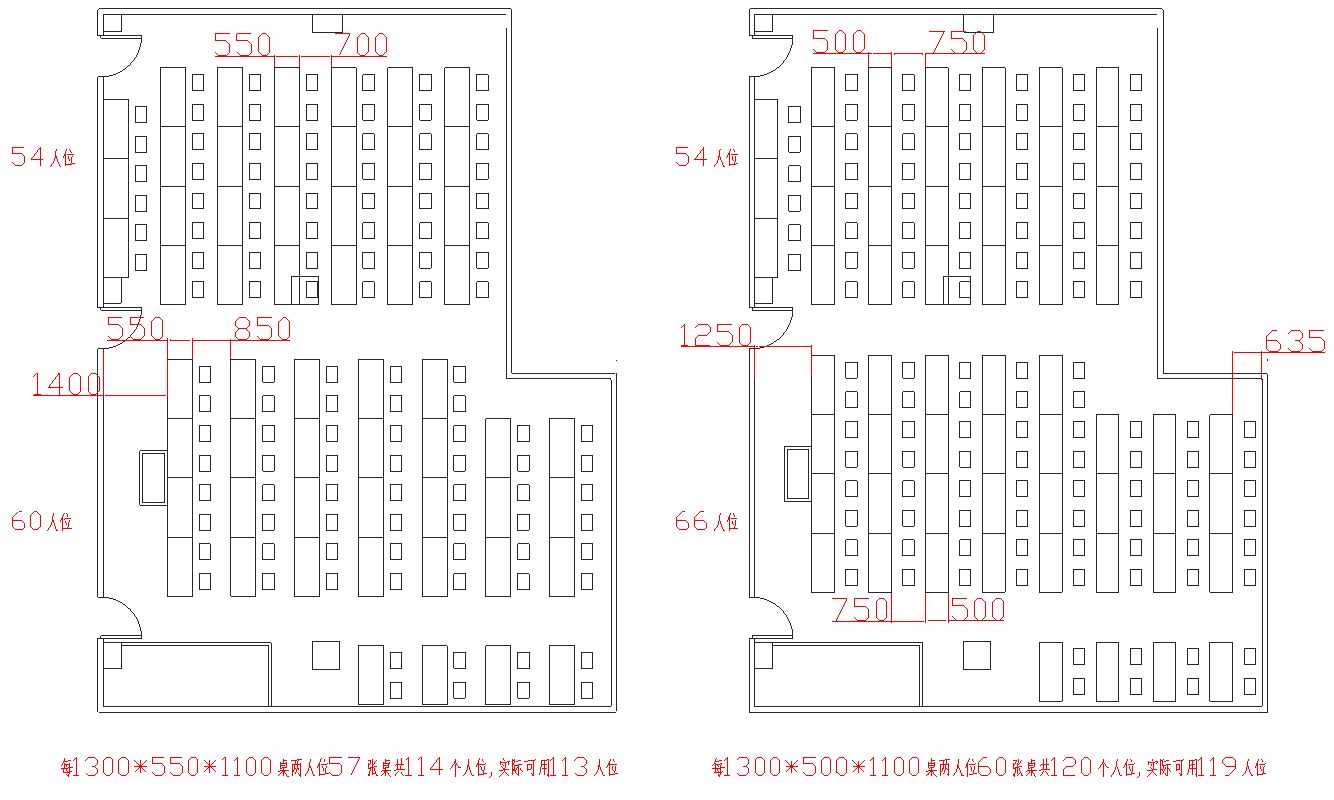 550
700
500
750
54人位
54人位
550
850
1250
635
1400
60人位
66人位
750
500
每1300*550*1100桌两人位57张桌共114个人位,实际可用113人位
每1300*500*1100桌两人位60张桌共120个人位,实际可用119人位